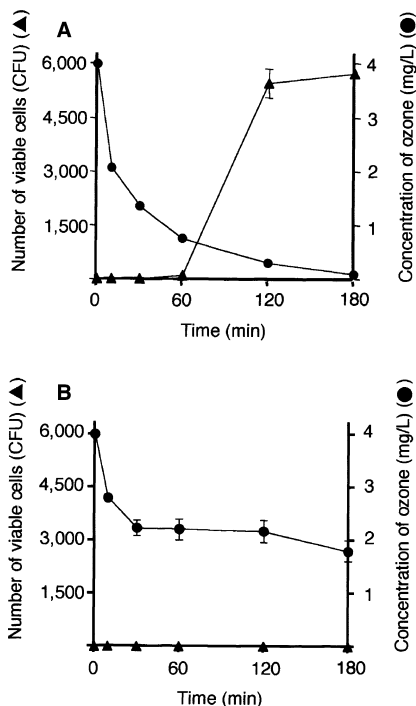 A
Number of viable cells (CFU) (▲)
6,000
4,500
3,000
1,500
4
3
2
1
Concentration of ozone (mg/L) (●)
0 60 120 180
Time (min)
B
Number of viable cells (CFU) (▲)
6,000
4,500
3,000
1,500
4
3
2
1
Concentration of ozone (mg/L) (●)
0 60 120 180
Time (min)